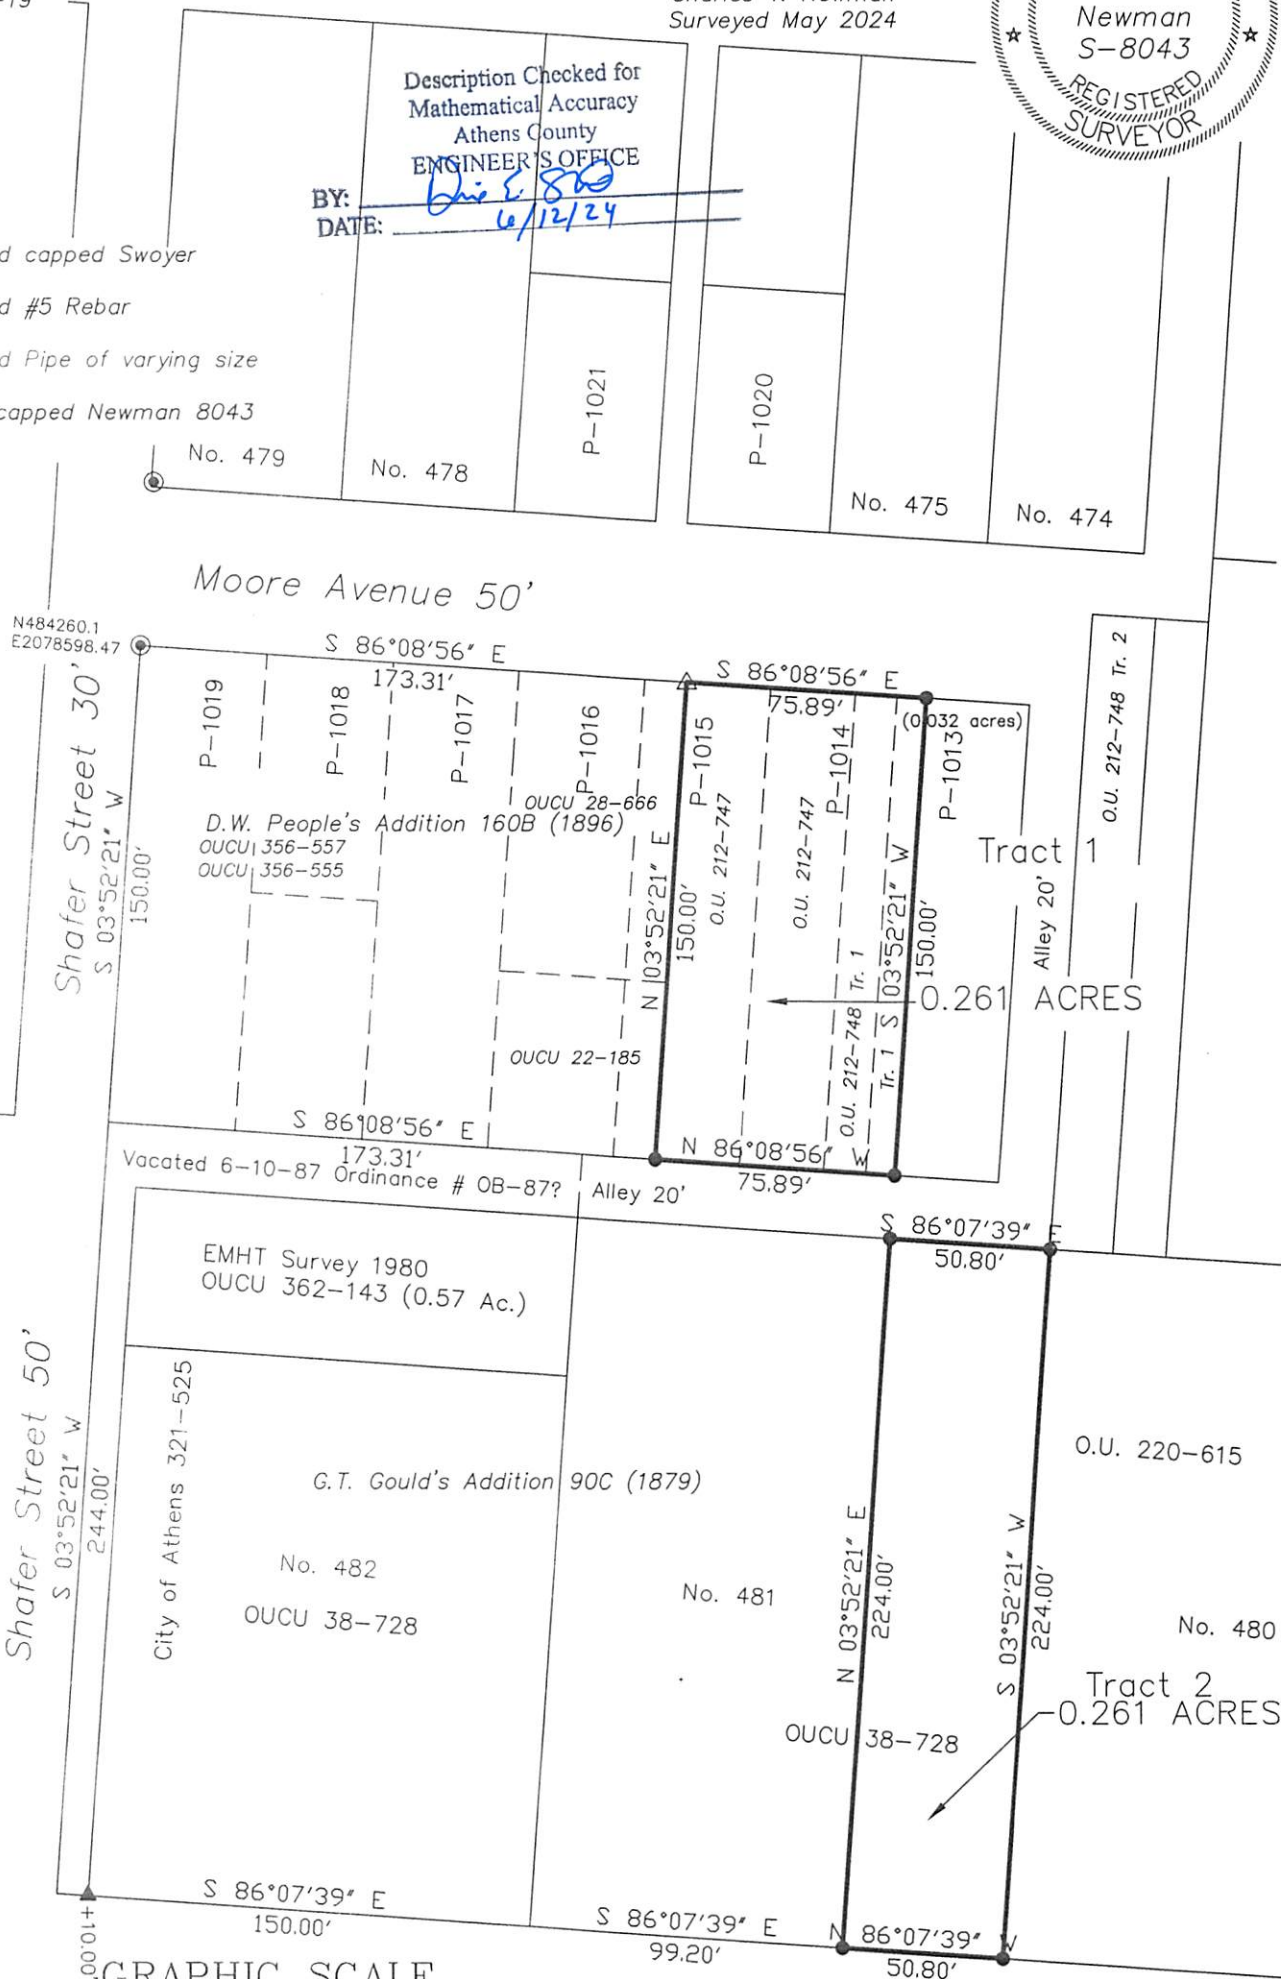 Surveyed May 2024
Newman
S-8043
REGISTERED
SURVEYOR
Description Checked for
Mathematical Accuracy
Athens County
ENGINEER'S OFFICE
BY:
DATE: 6/12/24
d capped Swoyer
d #5 Rebar
d Pipe of varying size
capped Newman 8043
P-1021
P-1020
No. 479
No. 478
No. 475
No. 474
Moore Avenue 50'
N484260.1
E2078598.47
S 86°08'56" E
173.31'
S 86°08'56" E
75.89'
(0.032 acres)
Shafer Street 30'
S 03°52'21" W
150.00'
P-1019
P-1018
P-1017
P-1016
P-1015
P-1014
P-1013
O.U. 212-748 Tr. 2
OUCU 28-666
D.W. People's Addition 160B (1896)
OUCU 356-557
OUCU 356-555
N 03°52'21" E
150.00'
O.U. 212-747
O.U. 212-747
O.U. 212-748 Tr. 1
Tr. 1
S 03°52'21" W
150.00'
Tract 1
0.261 ACRES
Alley 20'
OUCU 22-185
S 86°08'56" E
173.31'
N 86°08'56" W
75.89'
Vacated 6-10-87 Ordinance # OB-87?
Alley 20'
S 86°07'39" E
50.80'
EMHT Survey 1980
OUCU 362-143 (0.57 Ac.)
Shafer Street 50'
S 03°52'21" W
244.00'
City of Athens 321-525
G.T. Gould's Addition 90C (1879)
No. 482
OUCU 38-728
No. 481
N 03°52'21" E
224.00'
S 03°52'21" W
224.00'
O.U. 220-615
No. 480
Tract 2
0.261 ACRES
OUCU 38-728
S 86°07'39" E
150.00'
S 86°07'39" E
99.20'
N 86°07'39" W
50.80'
+10.00'
GRAPHIC SCALE